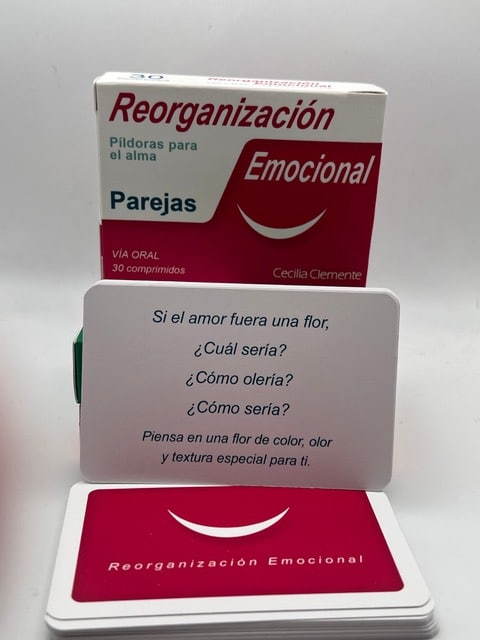 30
Reorganización
Emocional
Reorganización
Píldoras para
el alma
Emocional
Parejas
VÍA ORAL
30 comprimidos
Cecilia Clemente
Si el amor fuera una flor,
¿Cuál sería?
¿Cómo olería?
¿Cómo sería?
Piensa en una flor de color, olor
y textura especial para ti.
Reorganización Emocional